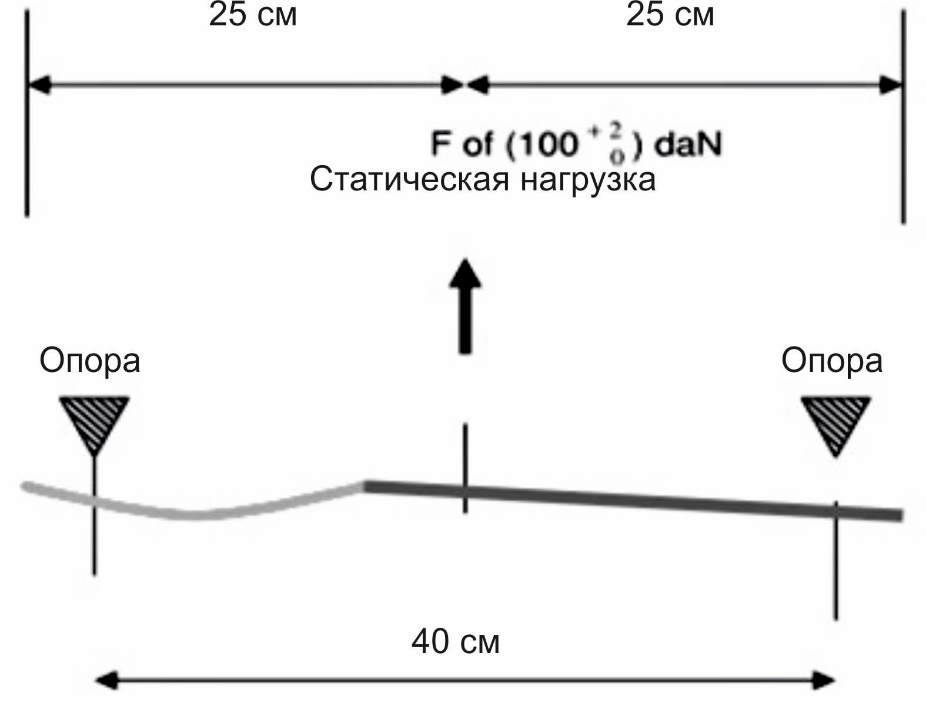 25 см 25 см
F of (100 + 2 0) daN
Статическая нагрузка
Опора Опора
40 см